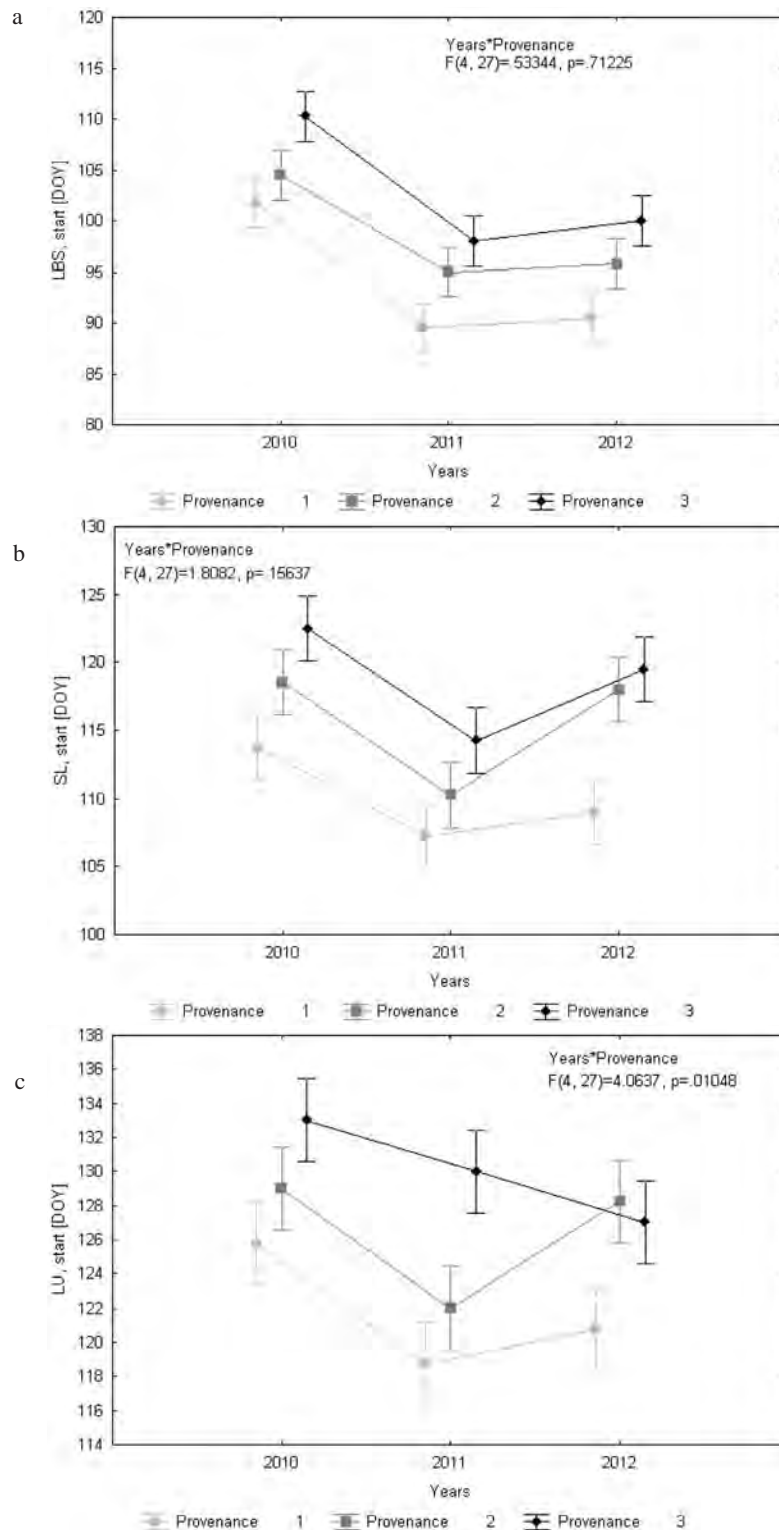 a
120
115
110
105
100
95
90
85
80
LBS, start [DOY]
Years*Provenance
F(4, 27)=.53344, p=.71225
2010 2011 2012
Years
Provenance 1 Provenance 2 Provenance 3
b
130
125
120
115
110
105
100
SL, start [DOY]
Years*Provenance
F(4, 27)=1.8082, p=.15637
2010 2011 2012
Years
Provenance 1 Provenance 2 Provenance 3
c
138
136
134
132
130
128
126
124
122
120
118
116
114
LU, start [DOY]
Years*Provenance
F(4, 27)=4.0637, p=.01048
2010 2011 2012
Years
Provenance 1 Provenance 2 Provenance 3